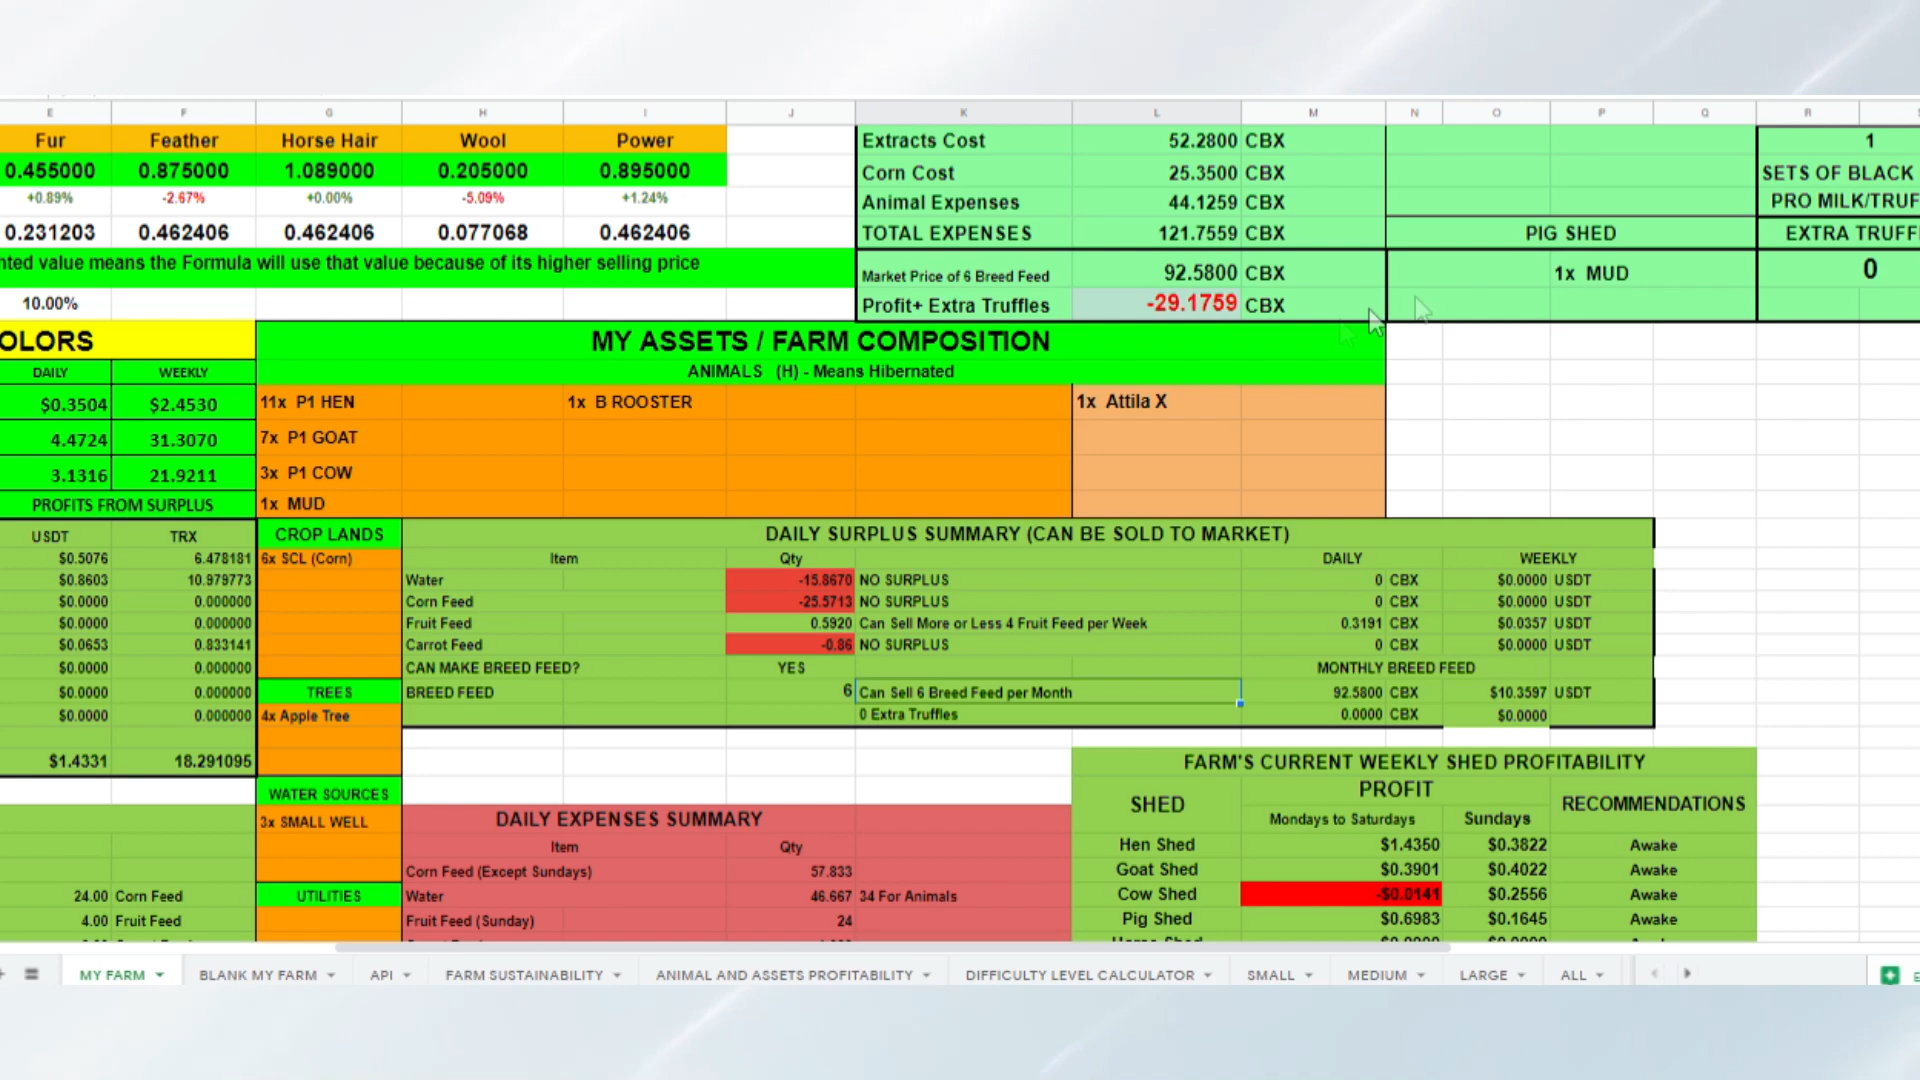 E F G H I J K L M N O P Q R
Fur Feather Horse Hair Wool Power Extracts Cost 52.2800 CBX 1
0.455000 0.875000 1.089000 0.205000 0.895000 Corn Cost 25.3500 CBX SETS OF BLACK
+0.89% -2.67% +0.00% -5.09% +1.24% Animal Expenses 44.1259 CBX PRO MILK/TRUF
0.231203 0.462406 0.462406 0.077068 0.462406 TOTAL EXPENSES 121.7559 CBX PIG SHED EXTRA TRUFF
hted value means the Formula will use that value because of its higher selling price Market Price of 6 Breed Feed 92.5800 CBX 1x MUD 0
10.00% Profit+ Extra Truffles -29.1759 CBX
OLORS MY ASSETS / FARM COMPOSITION
DAILY WEEKLY ANIMALS (H) - Means Hibernated
$0.3504 $2.4530 11x P1 HEN 1x B ROOSTER 1x Attila X
4.4724 31.3070 7x P1 GOAT
3.1316 21.9211 3x P1 COW
PROFITS FROM SURPLUS 1x MUD
USDT TRX CROP LANDS DAILY SURPLUS SUMMARY (CAN BE SOLD TO MARKET)
$0.5076 6.478181 6x SCL (Corn) Item Qty DAILY WEEKLY
$0.8603 10.979773 Water -15.8670 NO SURPLUS 0 CBX $0.0000 USDT
$0.0000 0.000000 Corn Feed -25.5713 NO SURPLUS 0 CBX $0.0000 USDT
$0.0000 0.000000 Fruit Feed 0.5920 Can Sell More or Less 4 Fruit Feed per Week 0.3191 CBX $0.0357 USDT
$0.0653 0.833141 Carrot Feed -0.86 NO SURPLUS 0 CBX $0.0000 USDT
$0.0000 0.000000 CAN MAKE BREED FEED? YES MONTHLY BREED FEED
$0.0000 0.000000 TREES BREED FEED 6 Can Sell 6 Breed Feed per Month 92.5800 CBX $10.3597 USDT
$0.0000 0.000000 4x Apple Tree 0 Extra Truffles 0.0000 CBX $0.0000
$1.4331 18.291095 FARM'S CURRENT WEEKLY SHED PROFITABILITY
WATER SOURCES SHED PROFIT RECOMMENDATIONS
3x SMALL WELL DAILY EXPENSES SUMMARY Mondays to Saturdays Sundays
Item Qty Hen Shed $1.4350 $0.3822 Awake
Corn Feed (Except Sundays) 57.833 Goat Shed $0.3901 $0.4022 Awake
24.00 Corn Feed UTILITIES Water 46.667 34 For Animals Cow Shed -$0.0141 $0.2556 Awake
4.00 Fruit Feed Fruit Feed (Sunday) 24 Pig Shed $0.6983 $0.1645 Awake
MY FARM BLANK MY FARM API FARM SUSTAINABILITY ANIMAL AND ASSETS PROFITABILITY DIFFICULTY LEVEL CALCULATOR SMALL MEDIUM LARGE ALL